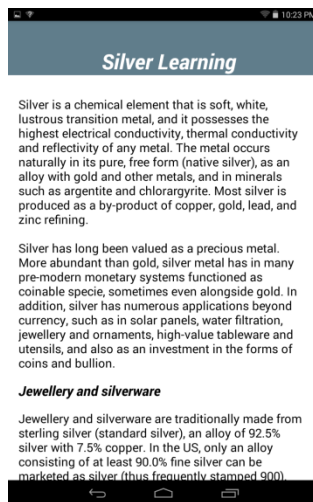 10:23 PM
Silver Learning
Silver is a chemical element that is soft, white,
lustrous transition metal, and it possesses the
highest electrical conductivity, thermal conductivity
and reflectivity of any metal. The metal occurs
naturally in its pure, free form (native silver), as an
alloy with gold and other metals, and in minerals
such as argentite and chlorargyrite. Most silver is
produced as a by-product of copper, gold, lead, and
zinc refining.
Silver has long been valued as a precious metal.
More abundant than gold, silver metal has in many
pre-modern monetary systems functioned as
coinable specie, sometimes even alongside gold. In
addition, silver has numerous applications beyond
currency, such as in solar panels, water filtration,
jewellery and ornaments, high-value tableware and
utensils, and also as an investment in the forms of
coins and bullion.
Jewellery and silverware
Jewellery and silverware are traditionally made from
sterling silver (standard silver), an alloy of 92.5%
silver with 7.5% copper. In the US, only an alloy
consisting of at least 90.0% fine silver can be
marketed as silver (thus frequently stamped 900).